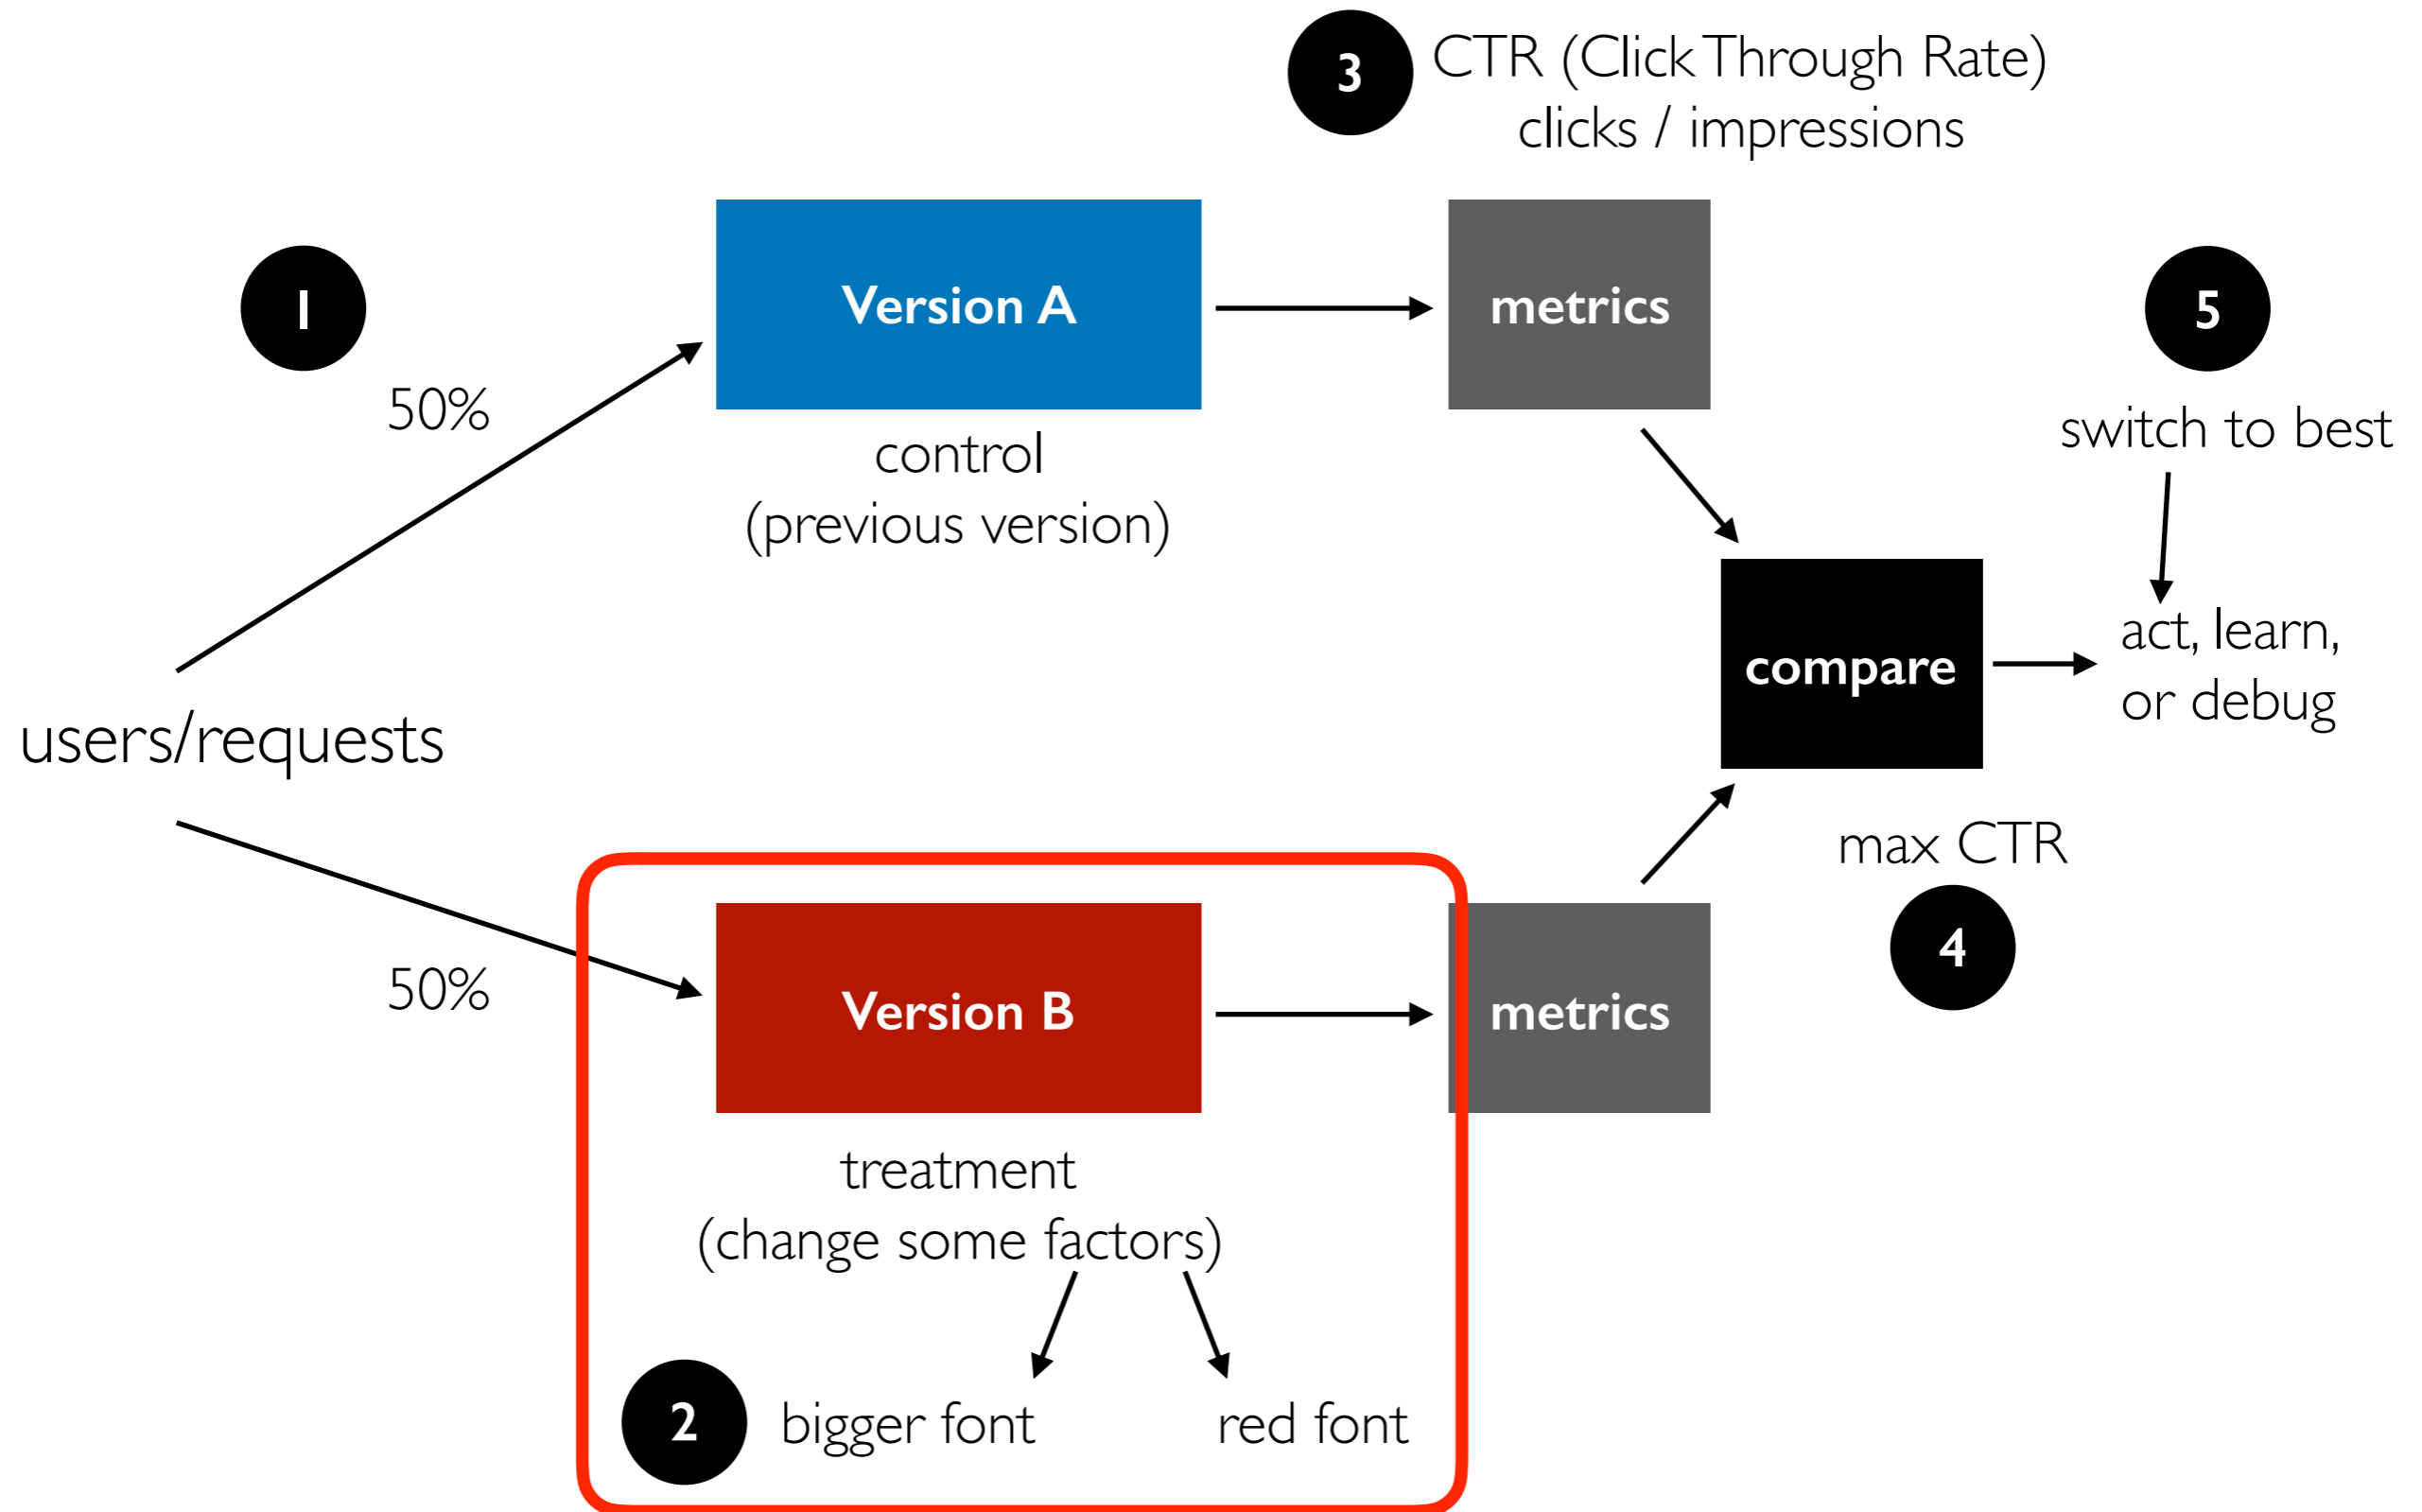 3
CTR (Click Through Rate)
clicks / impressions
1
50%
Version A
control
(previous version)
metrics
5
switch to best
users/requests
compare
act, learn,
or debug
max CTR
4
50%
Version B
metrics
treatment
(change some factors)
2
bigger font
red font